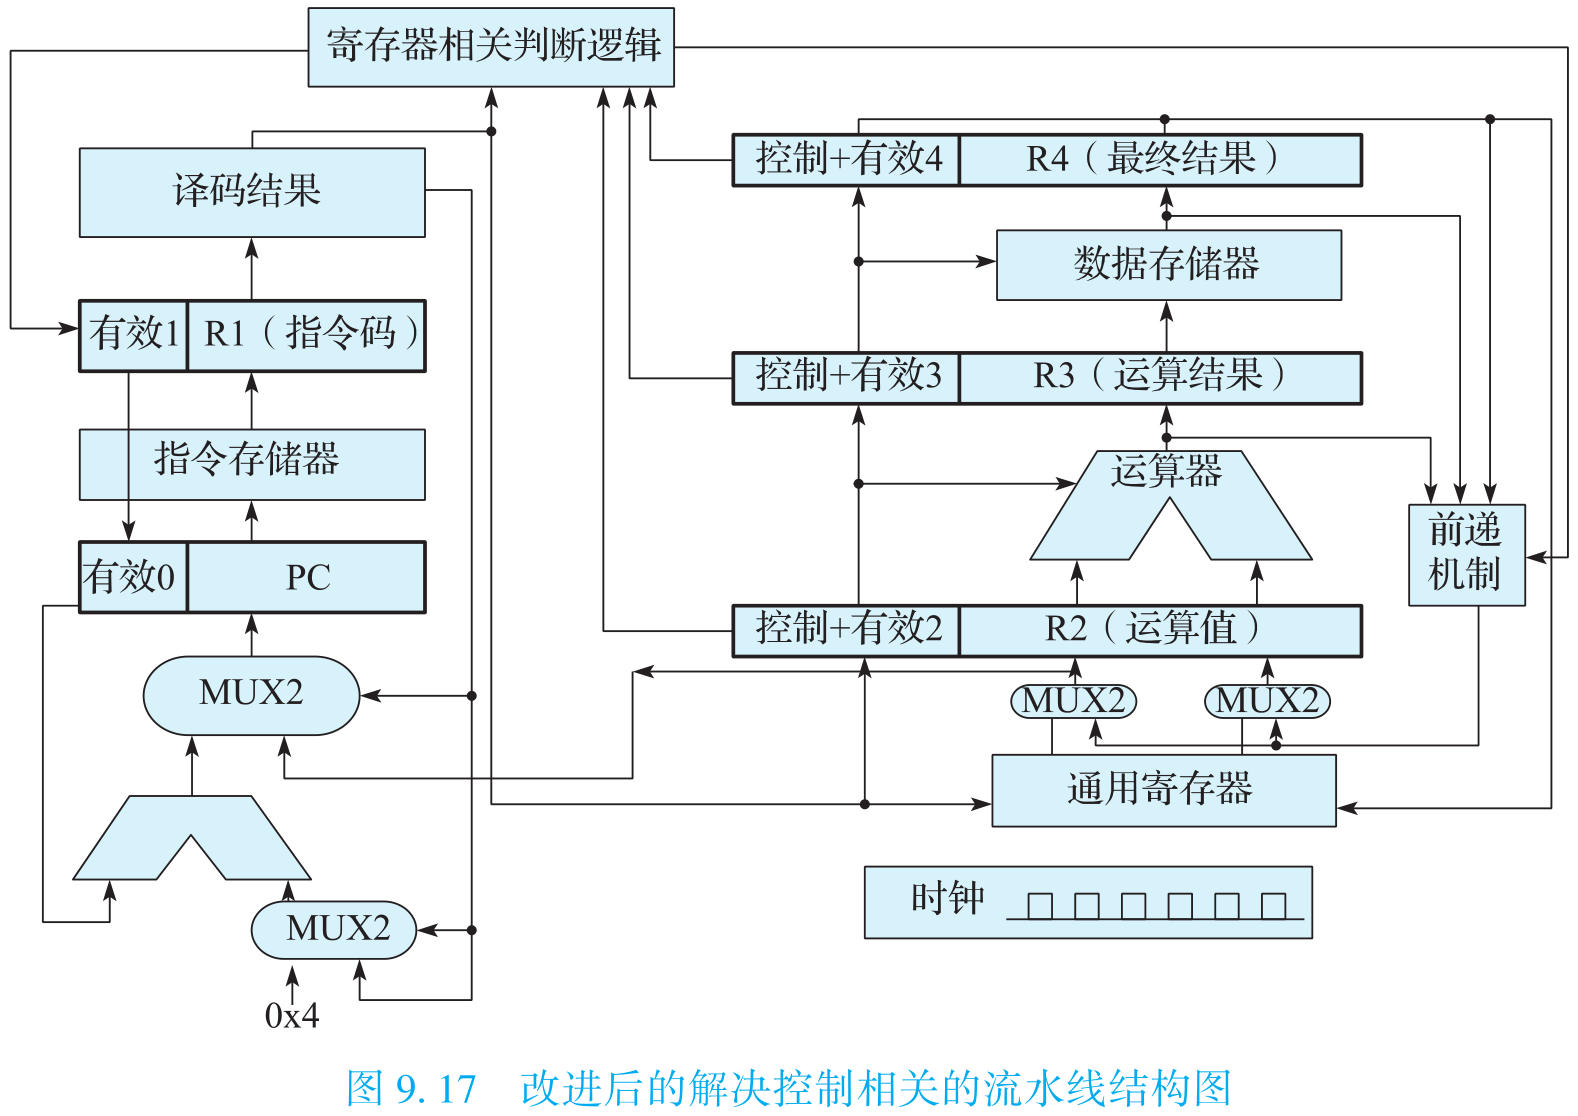 寄存器相关判断逻辑
控制+有效4
R4（最终结果）
译码结果
数据存储器
有效1
R1（指令码）
控制+有效3
R3（运算结果）
指令存储器
运算器
前递
机制
有效0
PC
控制+有效2
R2（运算值）
MUX2
MUX2
MUX2
通用寄存器
时钟
MUX2
0x4
图 9.17 改进后的解决控制相关的流水线结构图